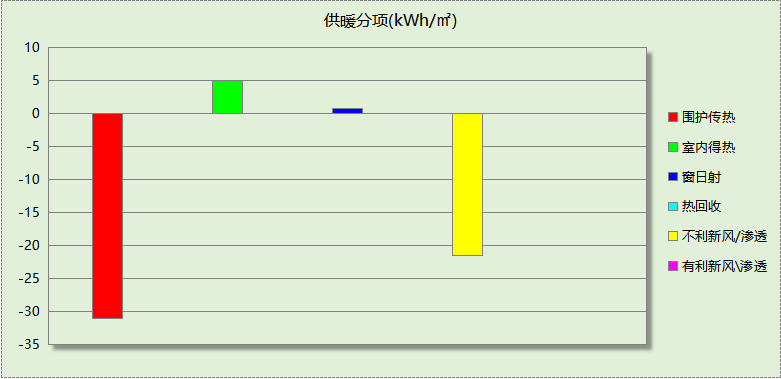 供暖分项(kWh/㎡)
10
5
0
-5
-10
-15
-20
-25
-30
-35
围护传热
室内得热
窗日射
热回收
不利新风/渗透
有利新风\渗透